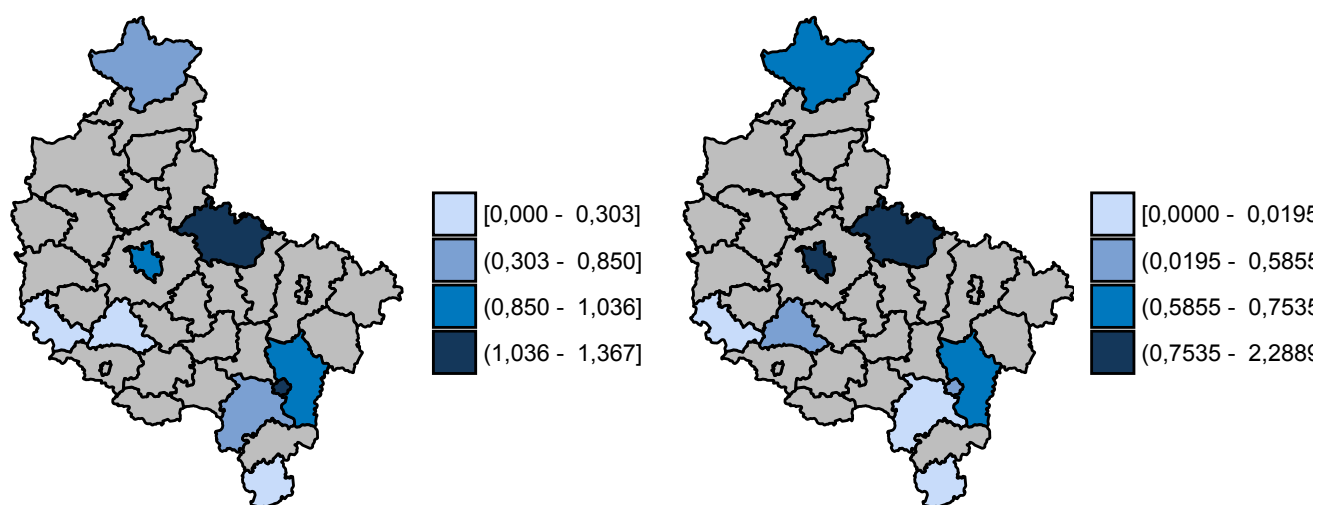 [0,000 - 0,303]
(0,303 - 0,850]
(0,850 - 1,036]
(1,036 - 1,367]
[0,0000 - 0,0195
(0,0195 - 0,5855
(0,5855 - 0,7535
(0,7535 - 2,2889